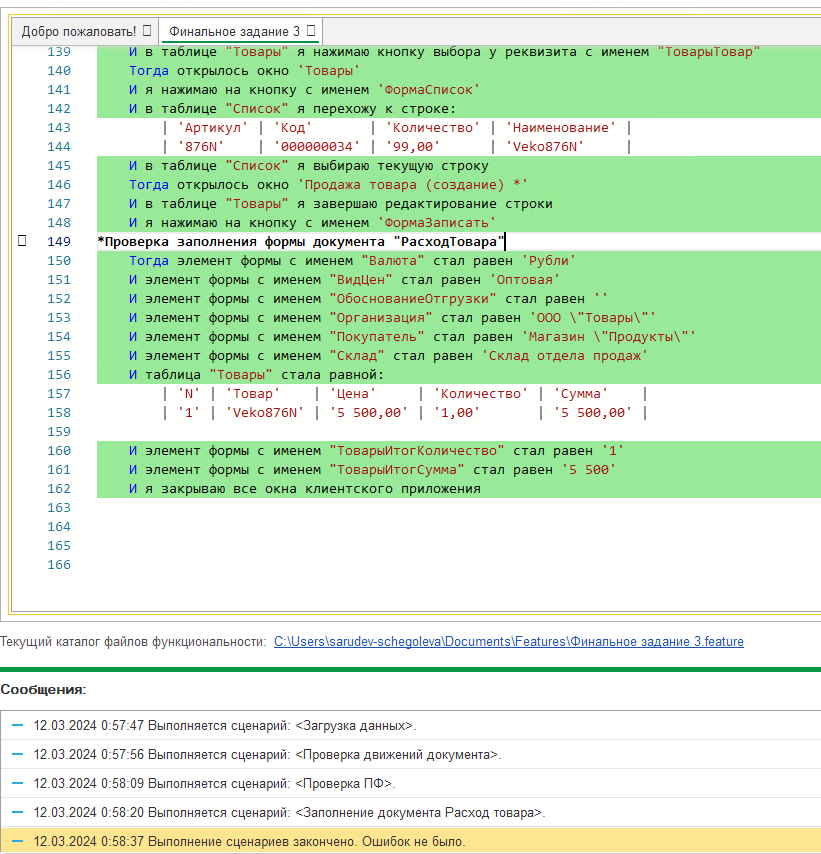 Добро пожаловать! Финальное задание 3
139 И в таблице "Товары" я нажимаю кнопку выбора у реквизита с именем "ТоварыТовар"
140 Тогда открылось окно 'Товары'
141 И я нажимаю на кнопку с именем 'ФормаСписок'
142 И в таблице "Список" я перехожу к строке:
143 | 'Артикул' | 'Код' | 'Количество' | 'Наименование' |
144 | '876N' | '000000034' | '99,00' | 'Veko876N' |
145 И в таблице "Список" я выбираю текущую строку
146 Тогда открылось окно 'Продажа товара (создание) *'
147 И в таблице "Товары" я завершаю редактирование строки
148 И я нажимаю на кнопку с именем 'ФормаЗаписать'
149 *Проверка заполнения формы документа "РасходТовара"
150 Тогда элемент формы с именем "Валюта" стал равен 'Рубли'
151 И элемент формы с именем "ВидЦен" стал равен 'Оптовая'
152 И элемент формы с именем "ОбоснованиеОтгрузки" стал равен ''
153 И элемент формы с именем "Организация" стал равен 'ООО \"Товары\"'
154 И элемент формы с именем "Покупатель" стал равен 'Магазин \"Продукты\"'
155 И элемент формы с именем "Склад" стал равен 'Склад отдела продаж'
156 И таблица "Товары" стала равной:
157 | 'N' | 'Товар' | 'Цена' | 'Количество' | 'Сумма' |
158 | '1' | 'Veko876N' | '5 500,00' | '1,00' | '5 500,00' |
159
160 И элемент формы с именем "ТоварыИтогКоличество" стал равен '1'
161 И элемент формы с именем "ТоварыИтогСумма" стал равен '5 500'
162 И я закрываю все окна клиентского приложения
163
164
165
166
Текущий каталог файлов функциональности: C:\Users\sarudev-schegoleva\Documents\Features\Финальное задание 3.feature
Сообщения:
12.03.2024 0:57:47 Выполняется сценарий: <Загрузка данных>.
12.03.2024 0:57:56 Выполняется сценарий: <Проверка движений документа>.
12.03.2024 0:58:09 Выполняется сценарий: <Проверка ПФ>.
12.03.2024 0:58:20 Выполняется сценарий: <Заполнение документа Расход товара>.
12.03.2024 0:58:37 Выполнение сценариев закончено. Ошибок не было.